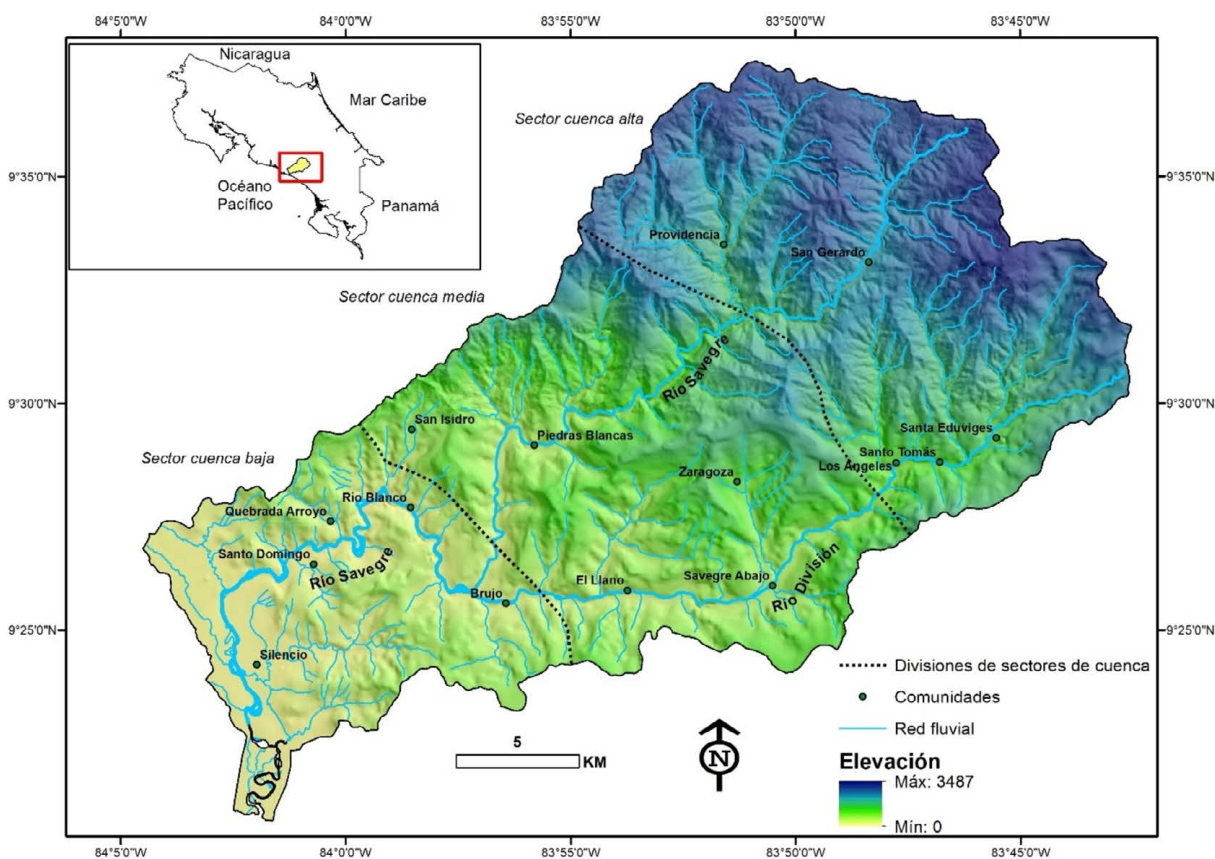 84°5'0"W
84°0'0"W
83°55'0"W
83°50'0"W
83°45'0"W
Nicaragua
Mar Caribe
Océano
Pacífico
Panamá
Sector cuenca alta
9°35'0"N
9°35'0"N
Providencia
San Gerardo
Sector cuenca media
Río Savegre
9°30'0"N
9°30'0"N
San Isidro
Piedras Blancas
Santa Eduviges
Santo Tomás
Los Ángeles
Sector cuenca baja
Zaragoza
Río Blanco
Quebrada Arroyo
Santo Domingo
Río Savegre
El Llano
Savegre Abajo
Río División
Brujo
9°25'0"N
9°25'0"N
Silencio
Divisiones de sectores de cuenca
Comunidades
Red fluvial
5
KM
N
Elevación
Máx: 3487
Mín: 0
84°5'0"W
84°0'0"W
83°55'0"W
83°50'0"W
83°45'0"W